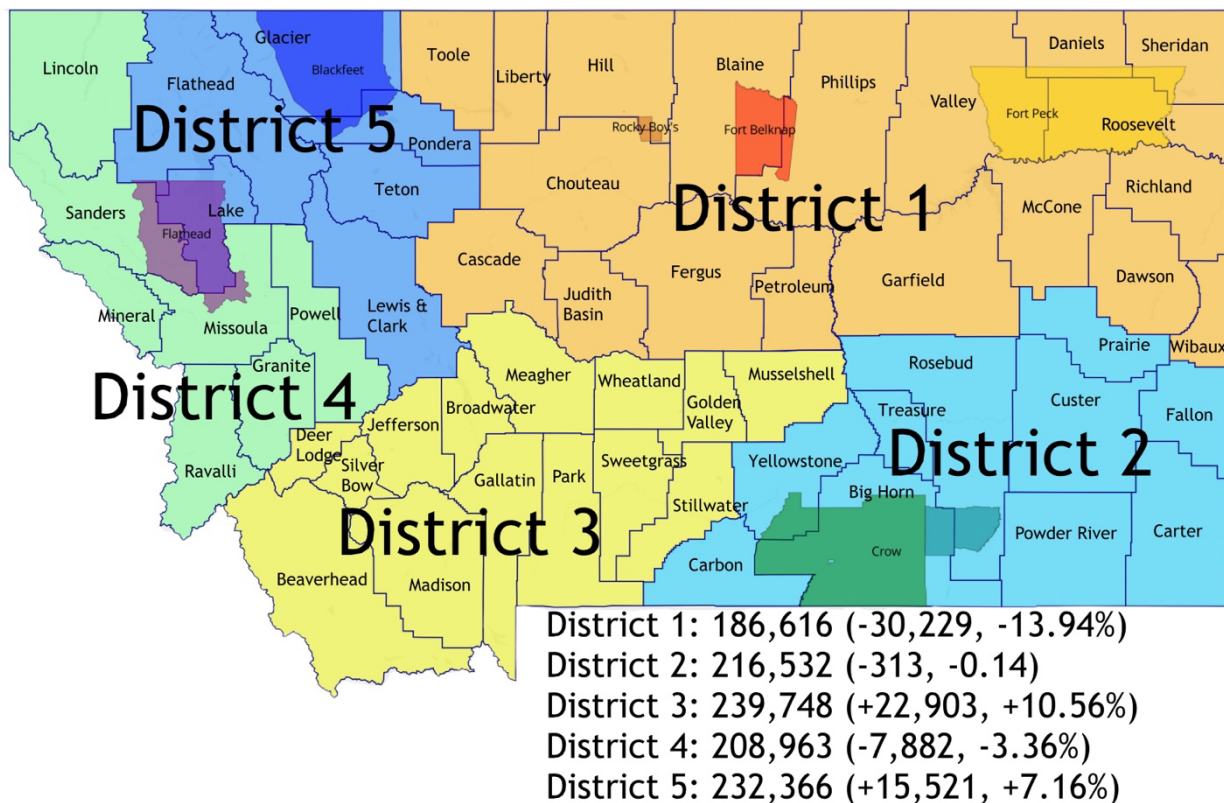 Lincoln
Flathead
Glacier
Blackfeet
Toole
Liberty
Hill
Blaine
Phillips
Valley
Daniels
Sheridan
Fort Peck
Roosevelt
District 5
Pondera
Rocky Boy's
Fort Belknap
Teton
Chouteau
District 1
McCone
Richland
Sanders
Lake
Flathead
Cascade
Judith
Basin
Fergus
Petroleum
Garfield
Dawson
Mineral
Missoula
Powell
Lewis &
Clark
Wibaux
Granite
District 4
Meagher
Wheatland
Musselshell
Rosebud
Prairie
Broadwater
Golden
Valley
Treasure
Custer
Fallon
Ravalli
Deer
Lodge
Jefferson
Silver
Bow
Gallatin
Park
Sweetgrass
Yellowstone
District 2
Big Horn
Stillwater
District 3
Powder River
Carter
Beaverhead
Madison
Carbon
Crow
District 1: 186,616 (-30,229, -13.94%)
District 2: 216,532 (-313, -0.14)
District 3: 239,748 (+22,903, +10.56%)
District 4: 208,963 (-7,882, -3.36%)
District 5: 232,366 (+15,521, +7.16%)